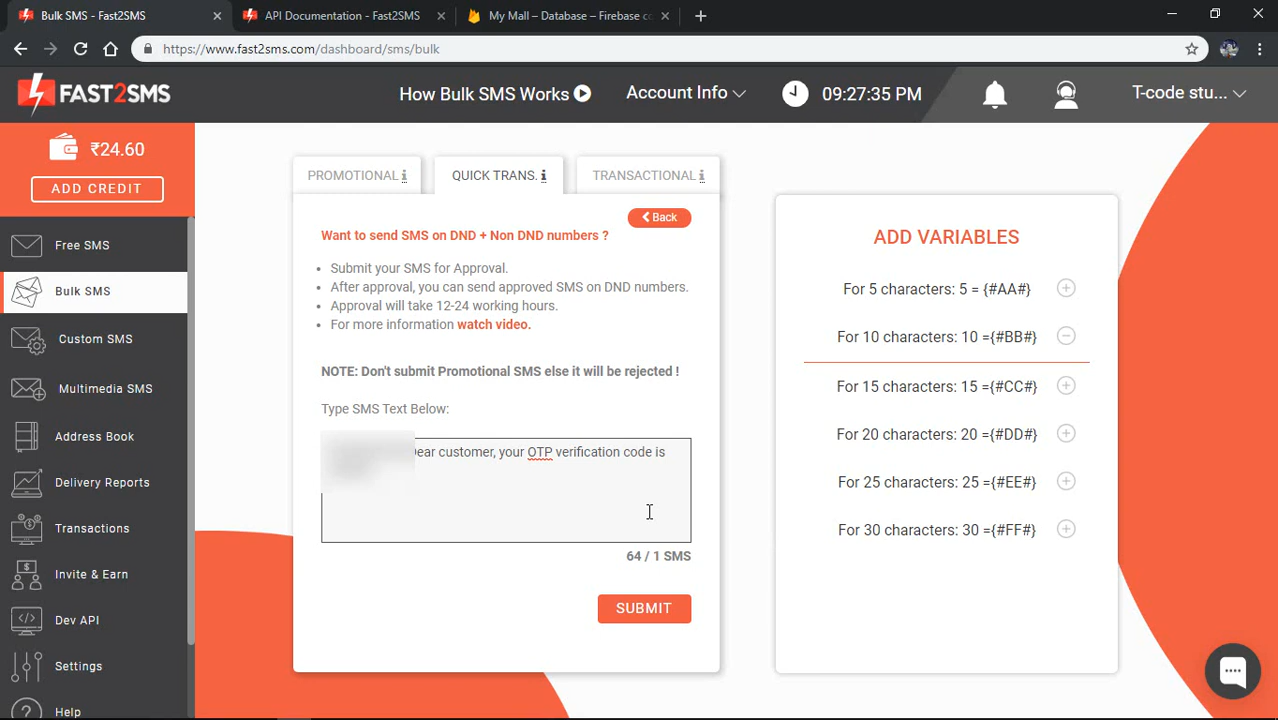 Bulk SMS - Fast2SMS
API Documentation - Fast2SMS
My Mall – Database – Firebase co
https://www.fast2sms.com/dashboard/sms/bulk
FAST2SMS
How Bulk SMS Works
Account Info
09:27:35 PM
T-code stu...
₹24.60
ADD CREDIT
Free SMS
Bulk SMS
Custom SMS
Multimedia SMS
Address Book
Delivery Reports
Transactions
Invite & Earn
Dev API
Settings
Help
PROMOTIONAL i
QUICK TRANS. i
TRANSACTIONAL i
Back
Want to send SMS on DND + Non DND numbers ?
• Submit your SMS for Approval.
• After approval, you can send approved SMS on DND numbers.
• Approval will take 12-24 working hours.
• For more information watch video.
NOTE: Don't submit Promotional SMS else it will be rejected !
Type SMS Text Below:
ear customer, your OTP verification code is
64 / 1 SMS
SUBMIT
ADD VARIABLES
For 5 characters: 5 = {#AA#}
For 10 characters: 10 ={#BB#}
For 15 characters: 15 ={#CC#}
For 20 characters: 20 ={#DD#}
For 25 characters: 25 ={#EE#}
For 30 characters: 30 ={#FF#}